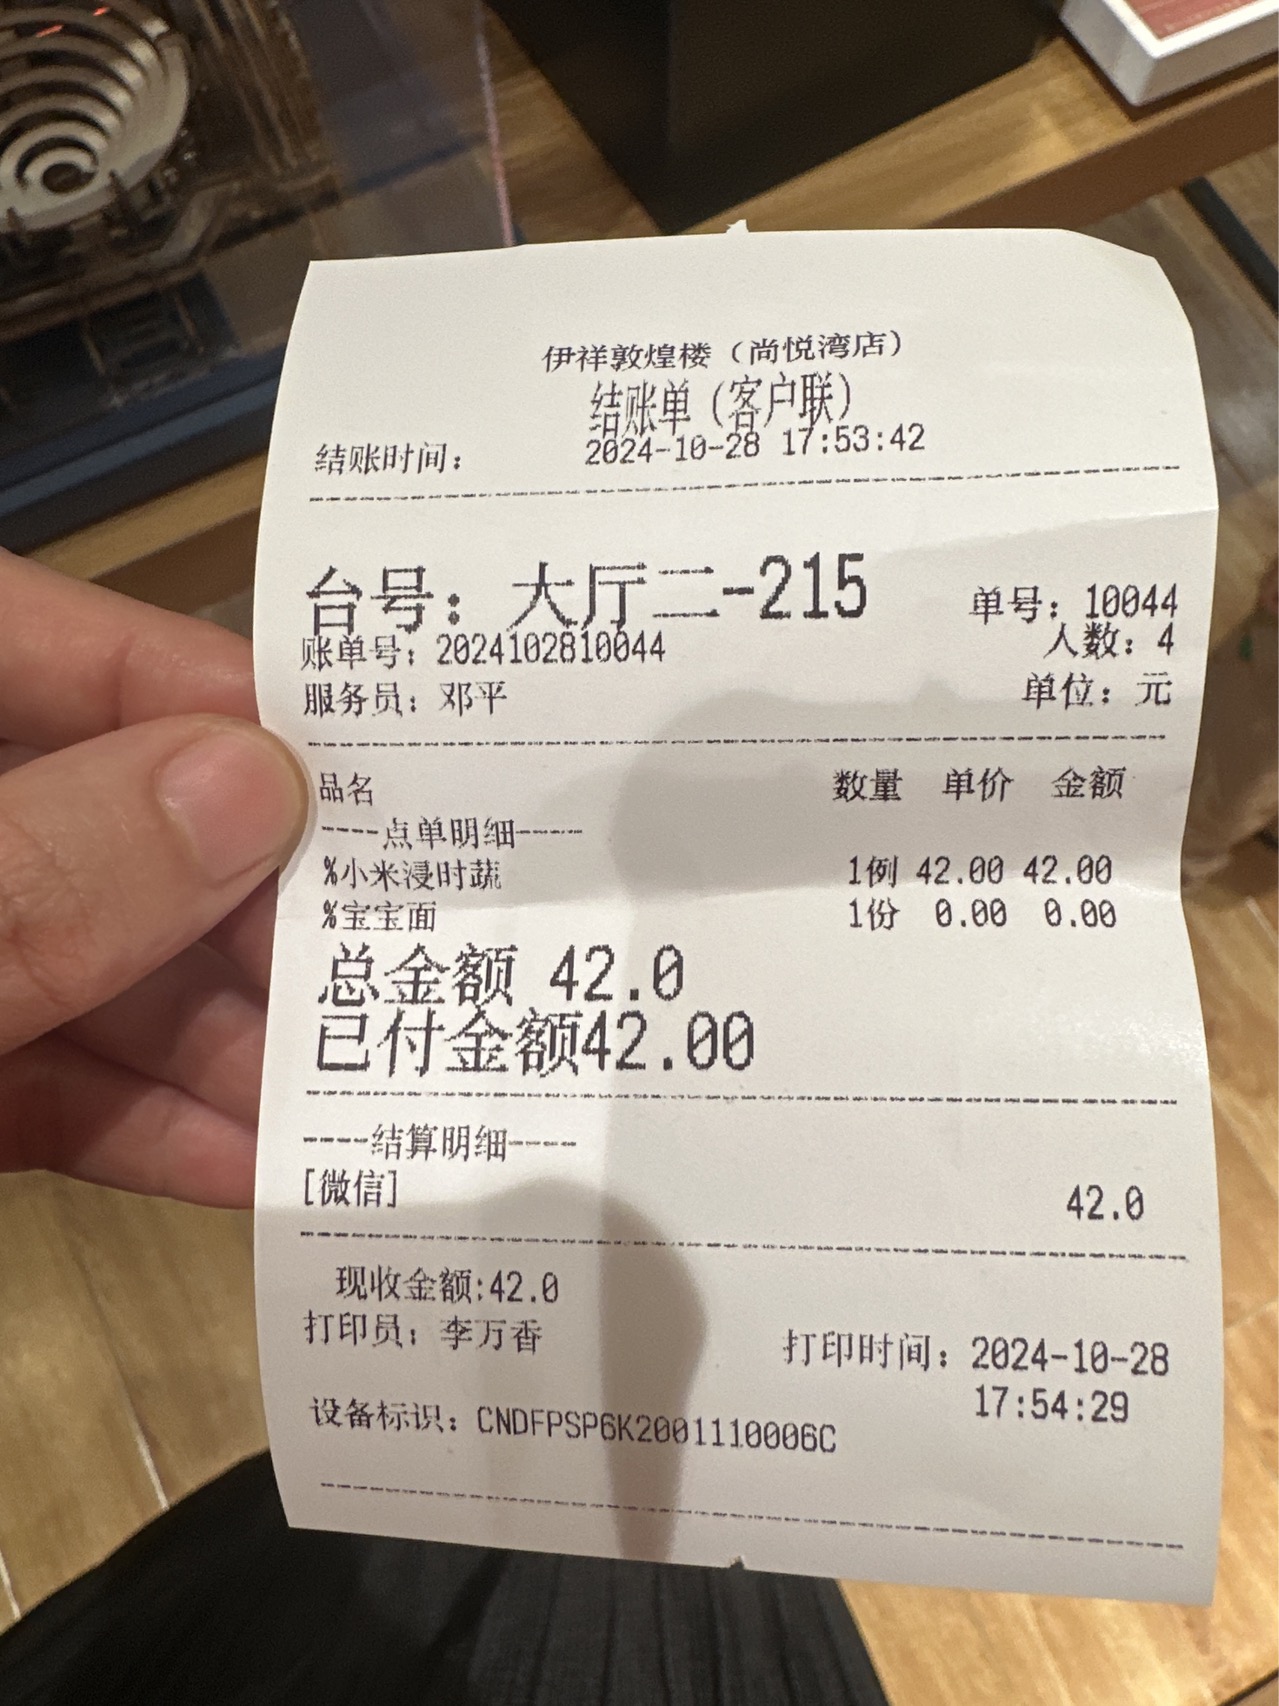 伊祥敦煌楼（尚悦湾店）
结账单（客户联）
结账时间： 2024-10-28 17:53:42
台号： 大厅二-215 单号：10044
账单号：2024102810044 人数：4
服务员：邓平 单位：元
品名 数量 单价 金额
----点单明细----
%小米浸时蔬 1例 42.00 42.00
%宝宝面 1份 0.00 0.00
总金额 42.0
已付金额42.00
----结算明细----
[微信] 42.0
现收金额:42.0
打印员：李万香 打印时间：2024-10-28
17:54:29
设备标识：CNDFPSP6K2001110006C